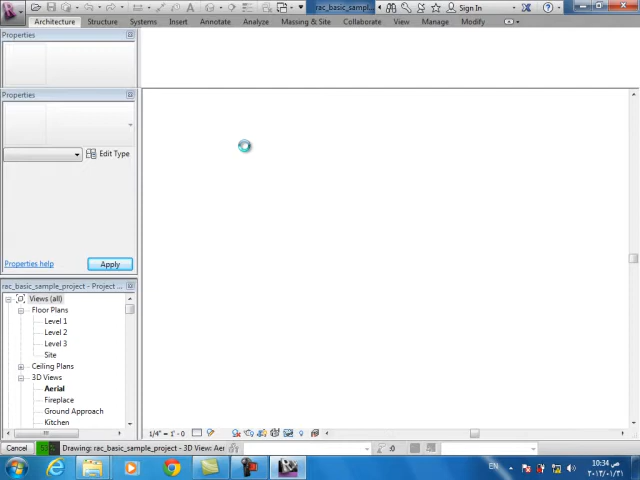 rac_basic_sampl...
Sign In
Architecture Structure Systems Insert Annotate Analyze Massing & Site Collaborate View Manage Modify
Properties
Properties
Edit Type
Properties help Apply
rac_basic_sample_project - Project ...
Views (all)
Floor Plans
Level 1
Level 2
Level 3
Site
Ceiling Plans
3D Views
Aerial
Fireplace
Ground Approach
Kitchen
1/4" = 1'-0
Cancel Drawing: rac_basic_sample_project - 3D View: Aer
:0
EN
10:34 ص